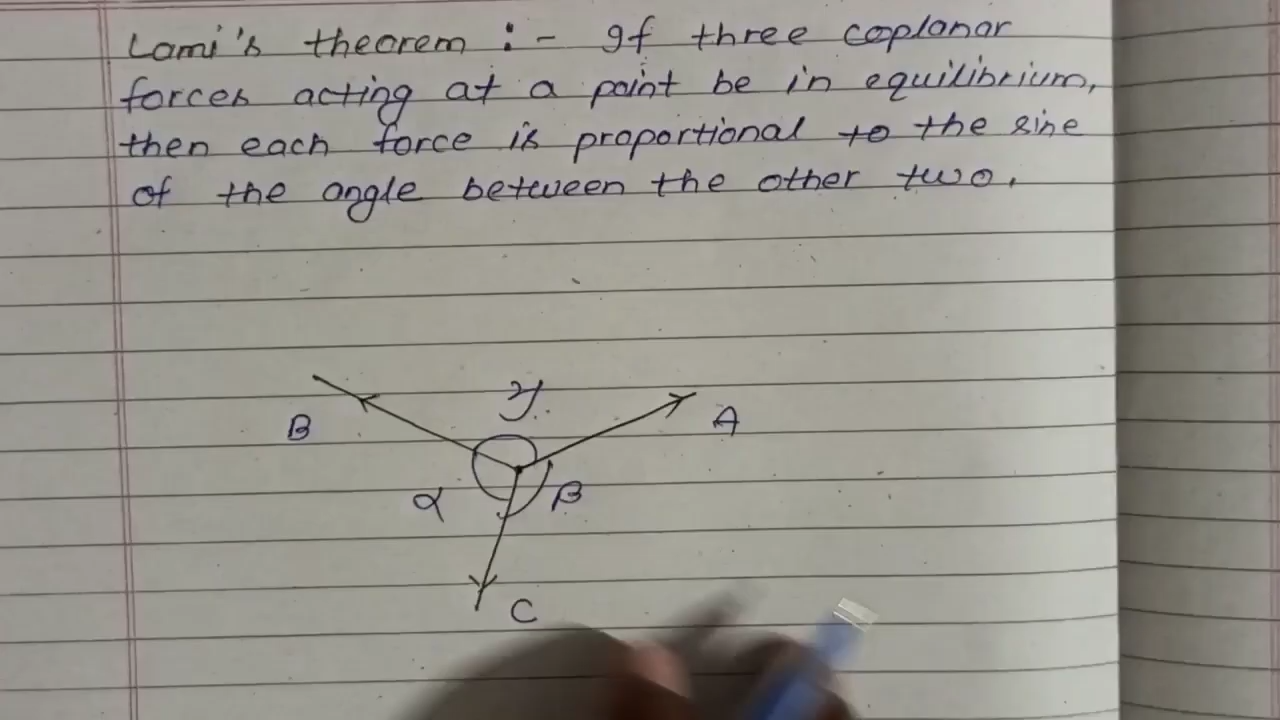 Lami's theorem :- If three coplanar
forces acting at a point be in equilibrium,
then each force is proportional to the sine
of the angle between the other two.
γ
B
A
α
β
C